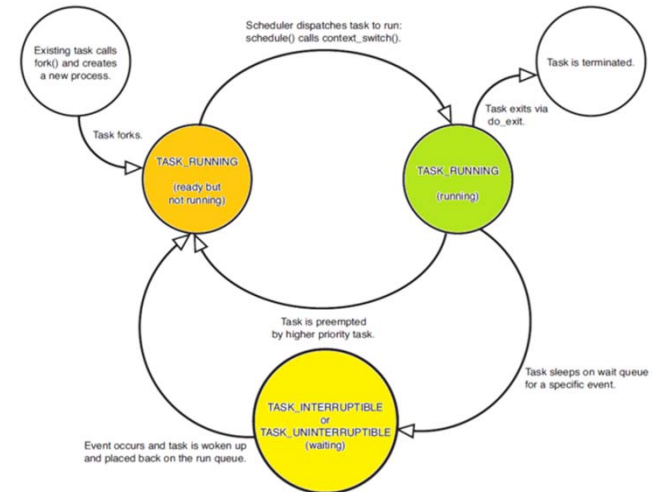 Scheduler dispatches task to run:
schedule() calls context_switch().
Existing task calls
fork() and creates
a new process.
Task is terminated.
Task exits via
do_exit.
Task forks.
TASK_RUNNING
(ready but
not running)
TASK_RUNNING
(running)
Task is preempted
by higher priority task.
Task sleeps on wait queue
for a specific event.
TASK_INTERRUPTIBLE
or
TASK_UNINTERRUPTIBLE
(waiting)
Event occurs and task is woken up
and placed back on the run queue.